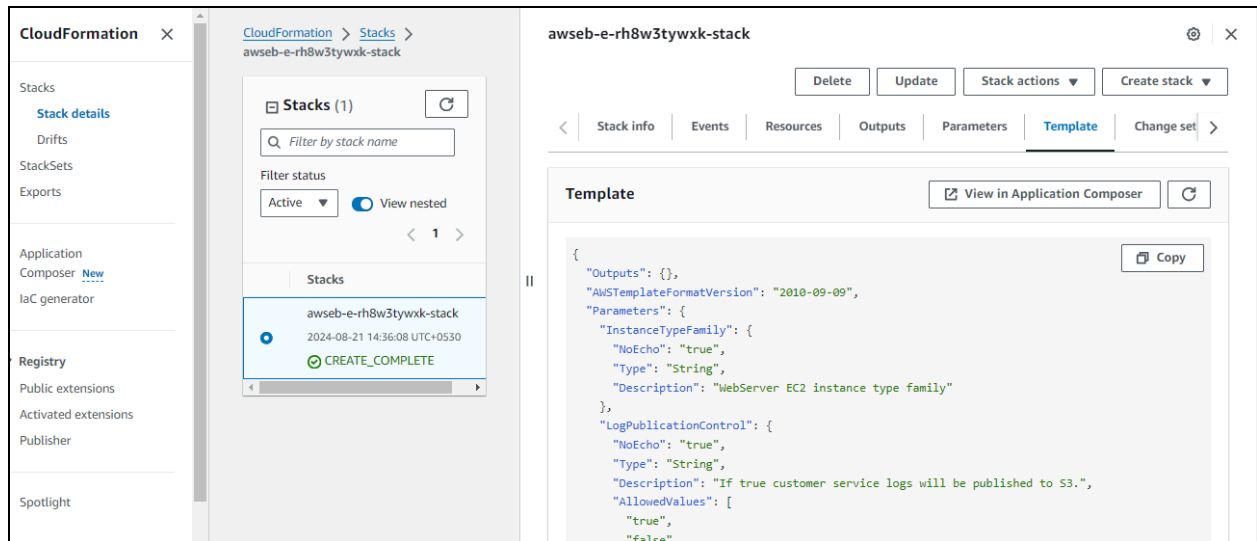 CloudFormation
Stacks
Stack details
Drifts
StackSets
Exports
Application
Composer New
IaC generator
Registry
Public extensions
Activated extensions
Publisher
Spotlight
CloudFormation > Stacks >
awseb-e-rh8w3tywxk-stack
Stacks (1)
Filter by stack name
Filter status
Active
View nested
1
Stacks
awseb-e-rh8w3tywxk-stack
2024-08-21 14:36:08 UTC+0530
CREATE_COMPLETE
awseb-e-rh8w3tywxk-stack
Delete
Update
Stack actions
Create stack
Stack info
Events
Resources
Outputs
Parameters
Template
Change set
Template
View in Application Composer
Copy
{
"Outputs": {},
"AWSTemplateFormatVersion": "2010-09-09",
"Parameters": {
"InstanceTypeFamily": {
"NoEcho": "true",
"Type": "String",
"Description": "WebServer EC2 instance type family"
},
"LogPublicationControl": {
"NoEcho": "true",
"Type": "String",
"Description": "If true customer service logs will be published to S3.",
"AllowedValues": [
"true",
"false"